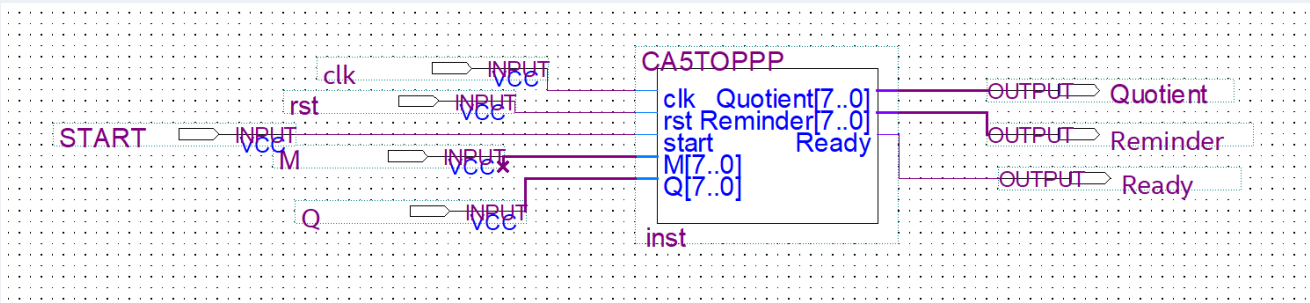 CA5TOPPP
clk INPUT VCC
rst INPUT VCC
START INPUT VCC
M INPUT VCC
Q INPUT VCC
clk Quotient[7..0]
rst Reminder[7..0]
start Ready
M[7..0]
Q[7..0]
inst
OUTPUT Quotient
OUTPUT Reminder
OUTPUT Ready